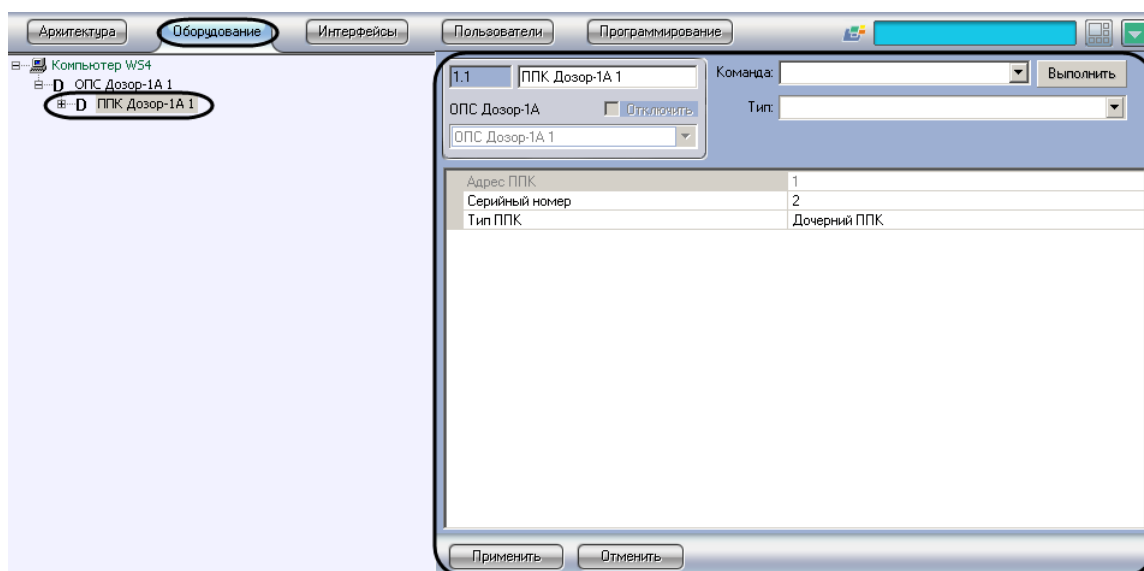 Архитектура Оборудование Интерфейсы Пользователи Программирование
Компьютер WS4
ОПС Дозор-1А 1
ППК Дозор-1А 1
1.1 ППК Дозор-1А 1
Команда: Выполнить
ОПС Дозор-1А Отключить
Тип:
ОПС Дозор-1А 1
Адрес ППК 1
Серийный номер 2
Тип ППК Дочерний ППК
Применить Отменить